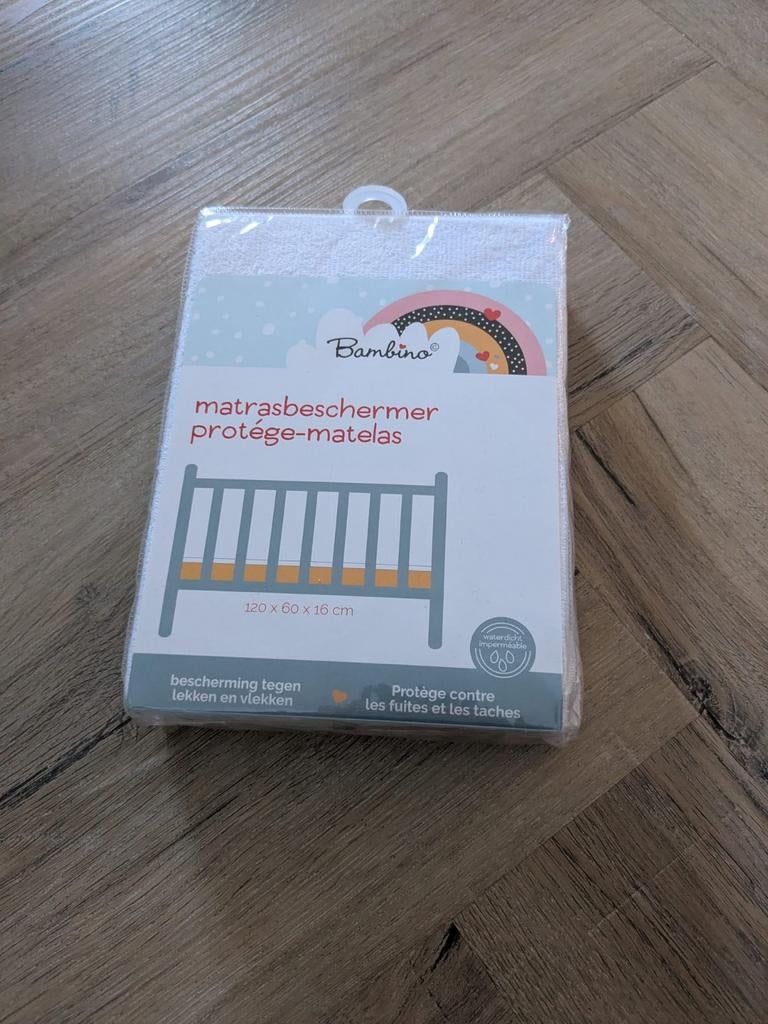 Bambino©
matrasbeschermer
protége-matelas
120 x 60 x 16 cm
waterdicht
imperméable
bescherming tegen
lekken en vlekken
Protège contre
les fuites et les taches